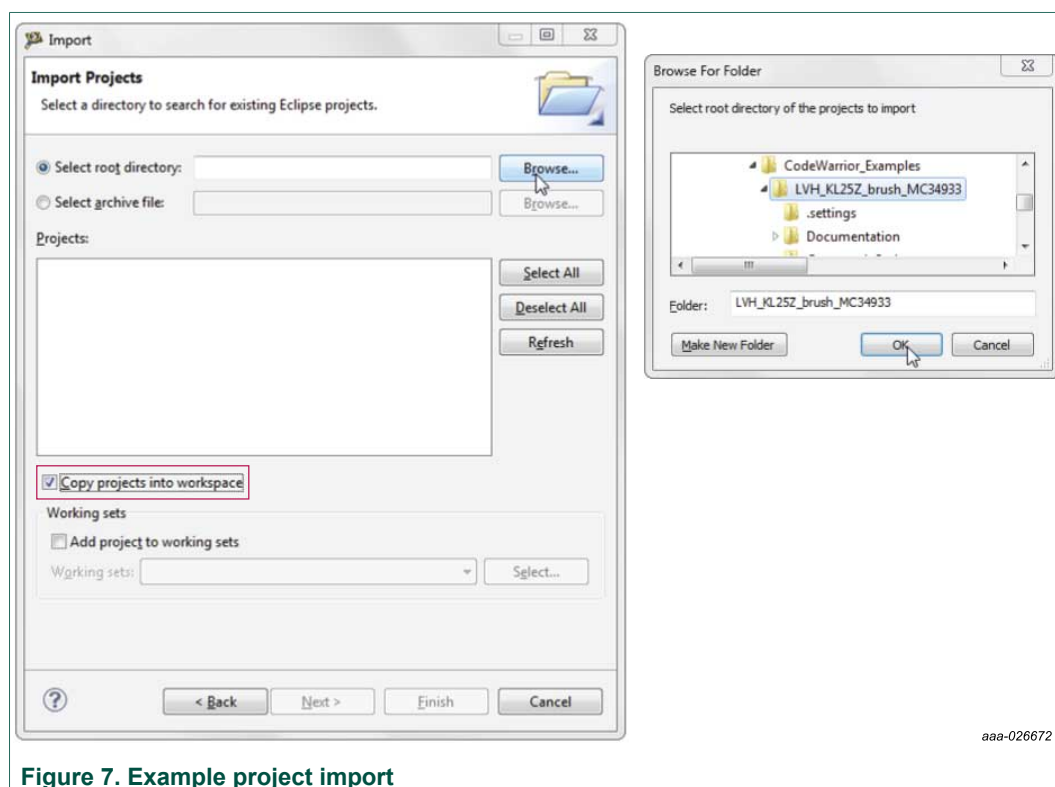 Import
Import Projects
Select a directory to search for existing Eclipse projects.
Select root directory:
Browse...
Select archive file:
Browse...
Projects:
Select All
Deselect All
Refresh
Copy projects into workspace
Working sets
Add project to working sets
Working sets:
Select...
?
< Back
Next >
Finish
Cancel
Browse For Folder
Select root directory of the projects to import
CodeWarrior_Examples
LVH_KL25Z_brush_MC34933
.settings
Documentation
Folder:
LVH_KL25Z_brush_MC34933
Make New Folder
OK
Cancel
aaa-026672
Figure 7. Example project import